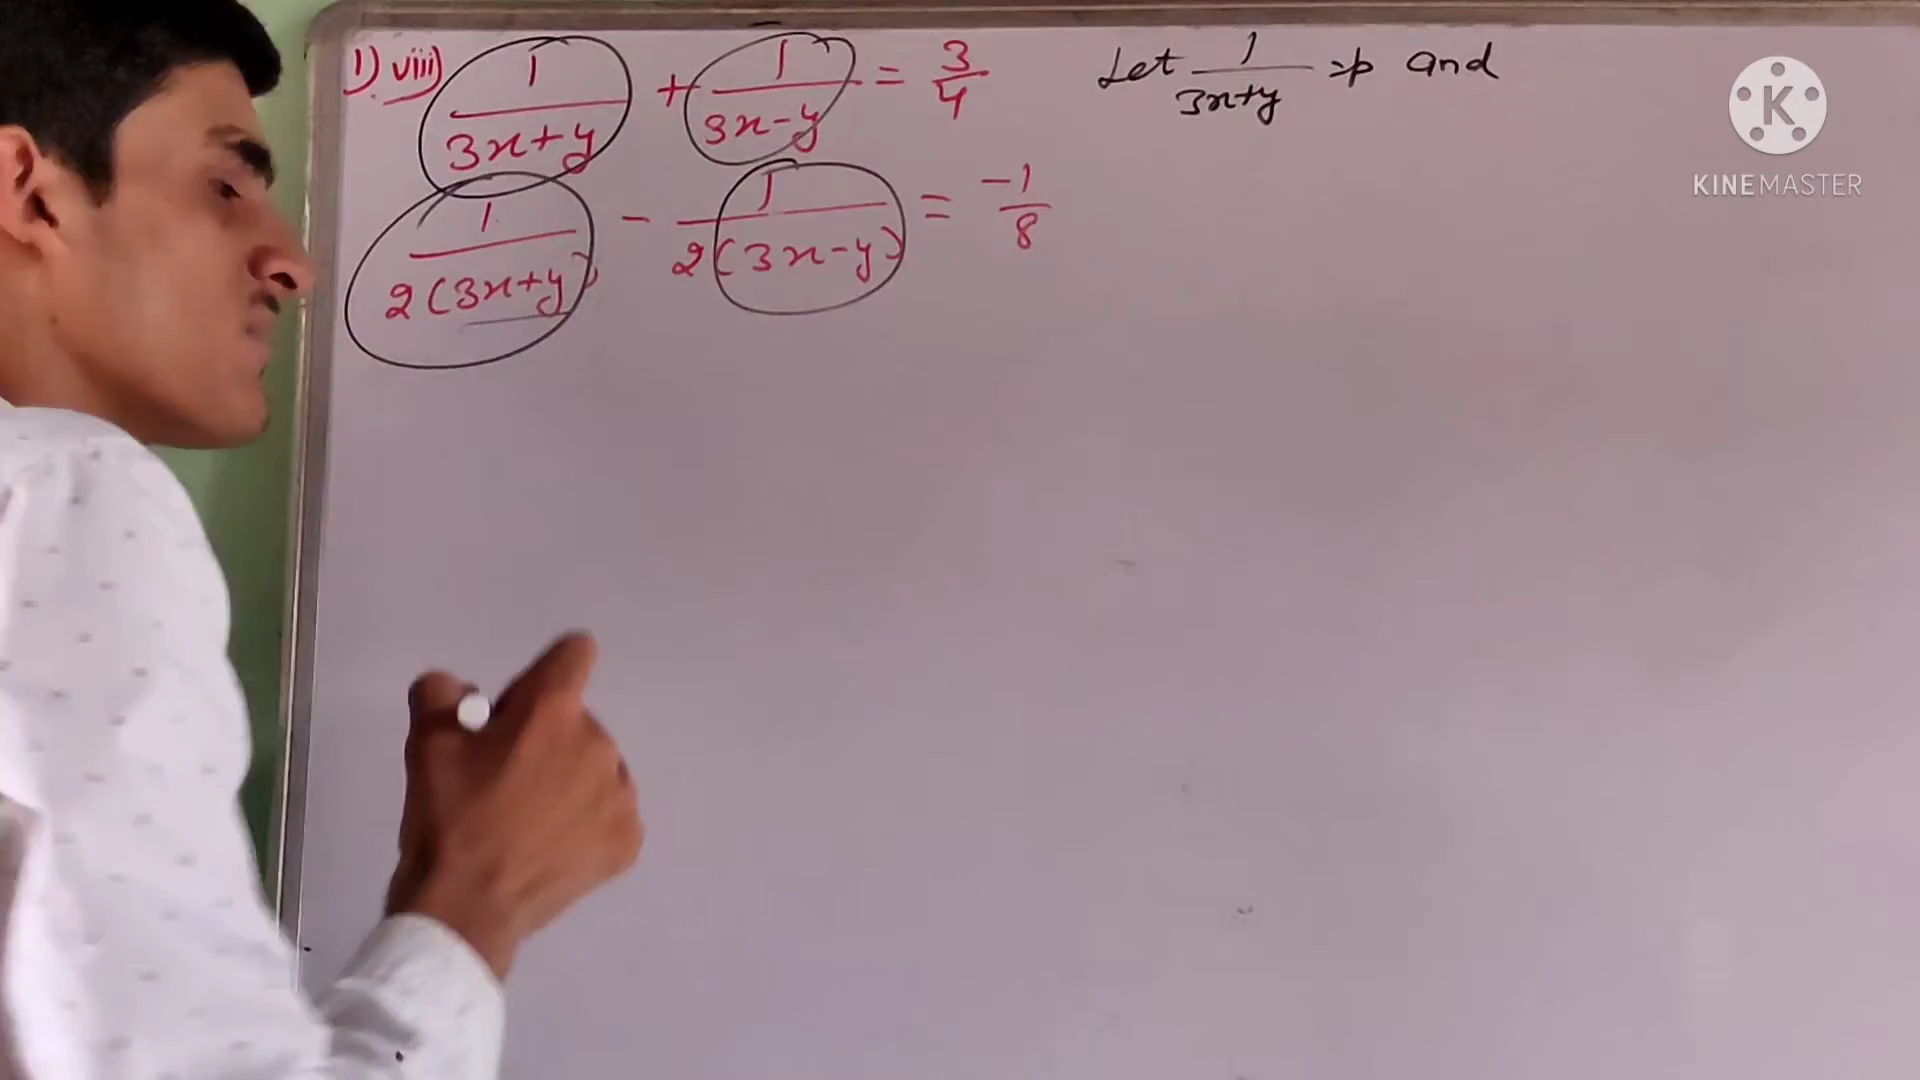 1) viii) 1/(3x+y) + 1/(3x-y) = 3/4
1/2(3x+y) - 1/2(3x-y) = -1/8
Let 1/(3x+y) = p and
K
KINEMASTER